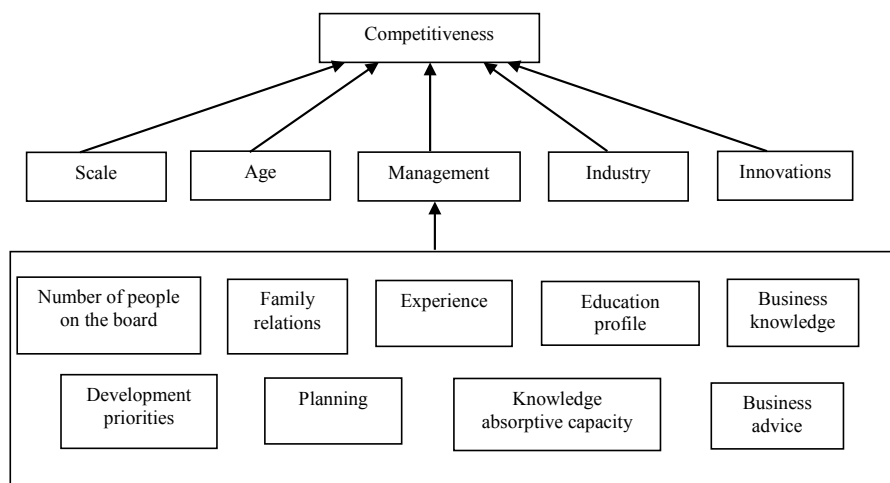 Competitiveness
Scale
Age
Management
Industry
Innovations
Number of people
on the board
Family
relations
Experience
Education
profile
Business
knowledge
Development
priorities
Planning
Knowledge
absorptive capacity
Business
advice